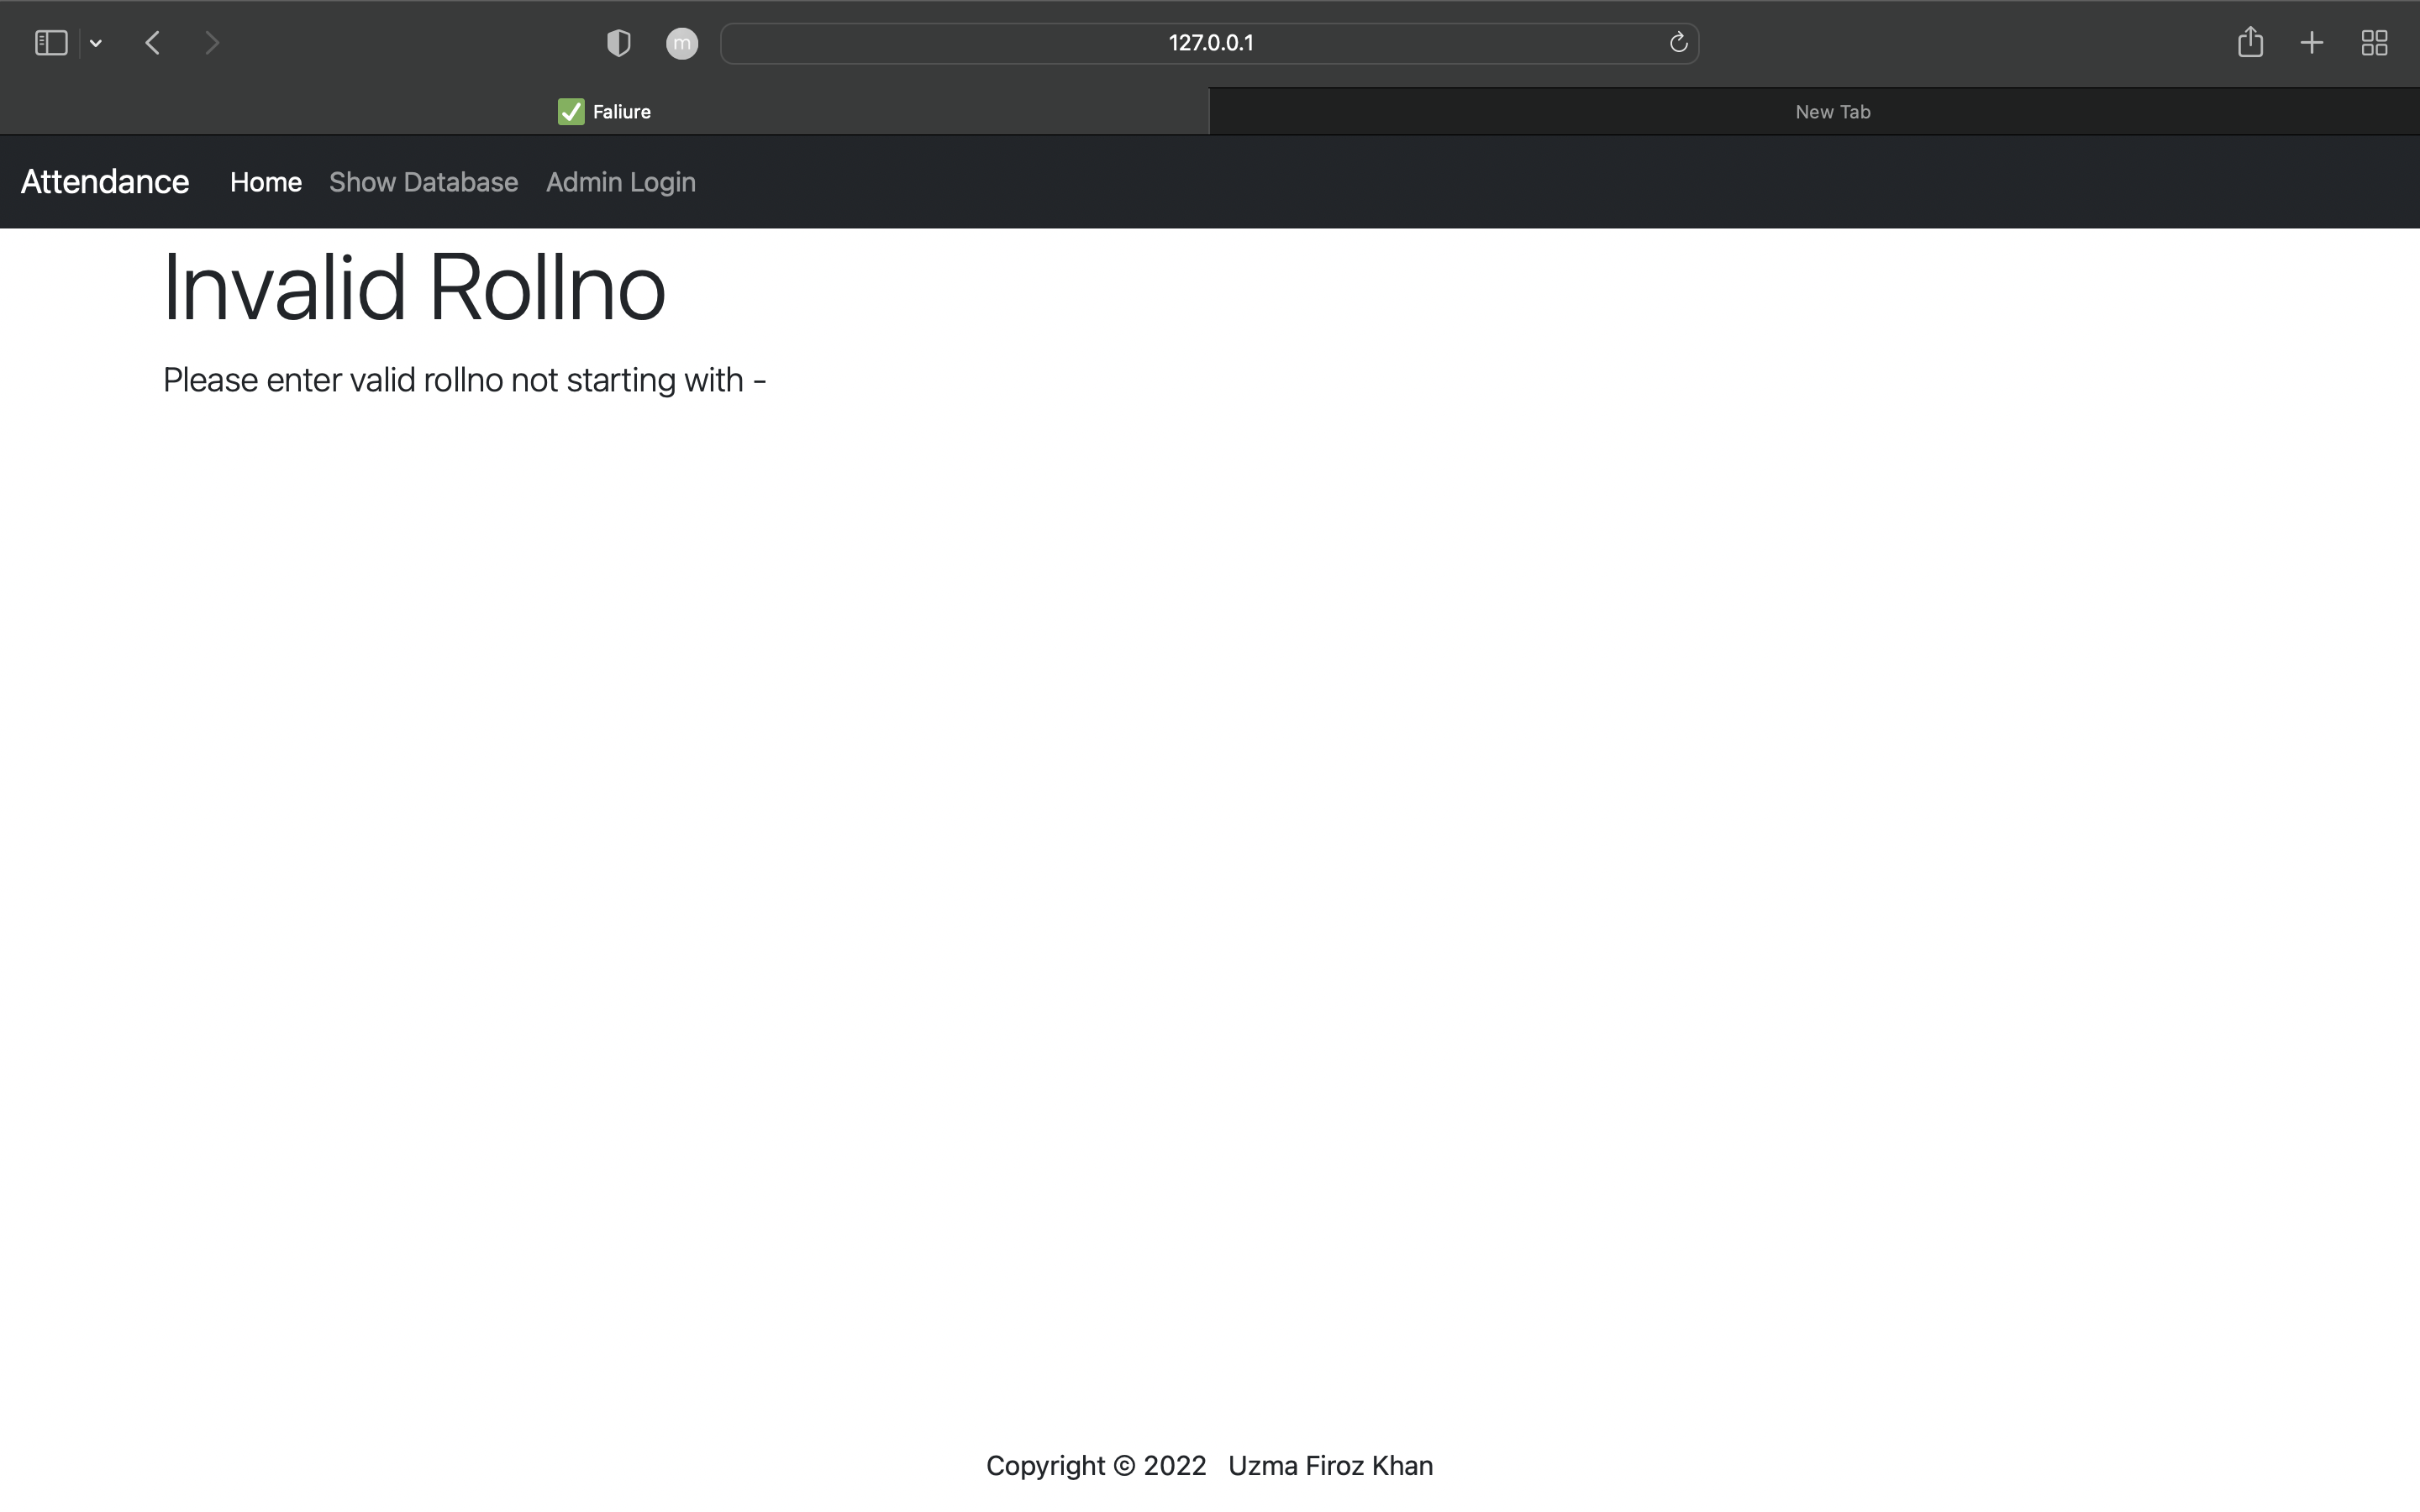 m 127.0.0.1
Faliure New Tab
Attendance Home Show Database Admin Login
Invalid Rollno
Please enter valid rollno not starting with -
Copyright © 2022 Uzma Firoz Khan